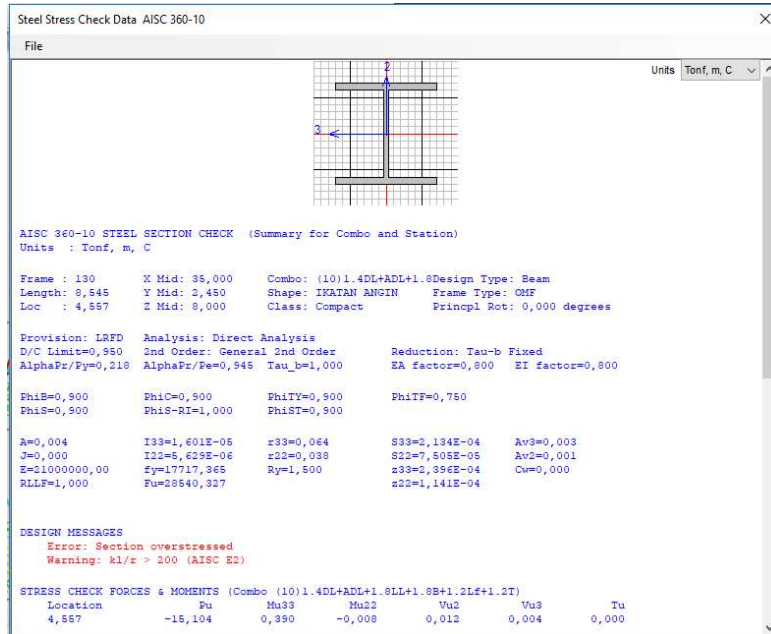 Steel Stress Check Data AISC 360-10
File
Units Tonf, m, C
2
3
AISC 360-10 STEEL SECTION CHECK (Summary for Combo and Station)
Units : Tonf, m, C
Frame : 130 X Mid: 35,000 Combo: (10)1.4DL+ADL+1.8Design Type: Beam
Length: 8,545 Y Mid: 2,450 Shape: IKATAN ANGIN Frame Type: OMF
Loc : 4,557 Z Mid: 8,000 Class: Compact Princpl Rot: 0,000 degrees
Provision: LRFD Analysis: Direct Analysis
D/C Limit=0,950 2nd Order: General 2nd Order Reduction: Tau-b Fixed
AlphaPr/Py=0,218 AlphaPr/Pe=0,945 Tau_b=1,000 EA factor=0,800 EI factor=0,800
PhiB=0,900 PhiC=0,900 PhiTY=0,900 PhiTF=0,750
PhiS=0,900 PhiS-RI=1,000 PhiST=0,900
A=0,004 I33=1,601E-05 r33=0,064 S33=2,134E-04 Av3=0,003
J=0,000 I22=5,629E-06 r22=0,038 S22=7,505E-05 Av2=0,001
E=21000000,00 fy=17717,365 Ry=1,500 z33=2,396E-04 Cw=0,000
RLLF=1,000 Fu=28540,327 z22=1,141E-04
DESIGN MESSAGES
Error: Section overstressed
Warning: kl/r > 200 (AISC E2)
STRESS CHECK FORCES & MOMENTS (Combo (10)1.4DL+ADL+1.8LL+1.8B+1.2Lf+1.2T)
Location Pu Mu33 Mu22 Vu2 Vu3 Tu
4,557 -15,104 0,390 -0,008 0,012 0,004 0,000